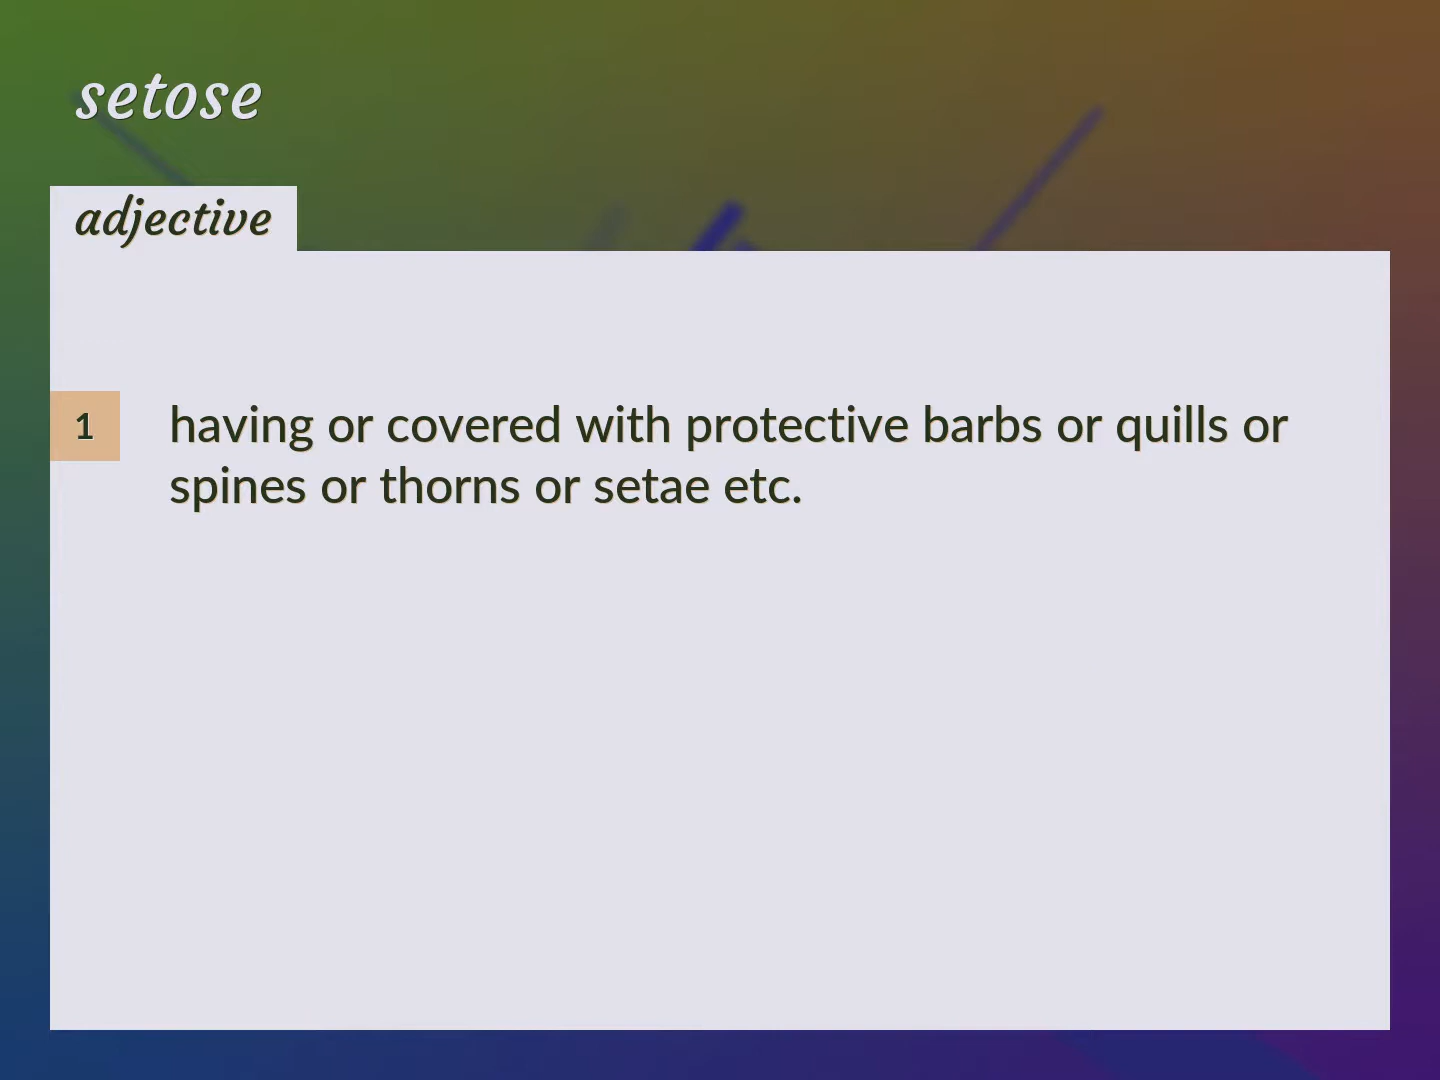 setose
adjective
1
having or covered with protective barbs or quills or
spines or thorns or setae etc.